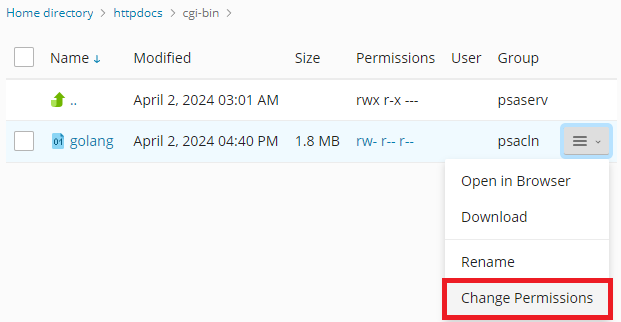 Home directory > httpdocs > cgi-bin >
Name ↓ Modified Size Permissions User Group
.. April 2, 2024 03:01 AM rwx r-x --- psaserv
01 golang April 2, 2024 04:40 PM 1.8 MB rw- r-- r-- psacln
Open in Browser
Download
Rename
Change Permissions